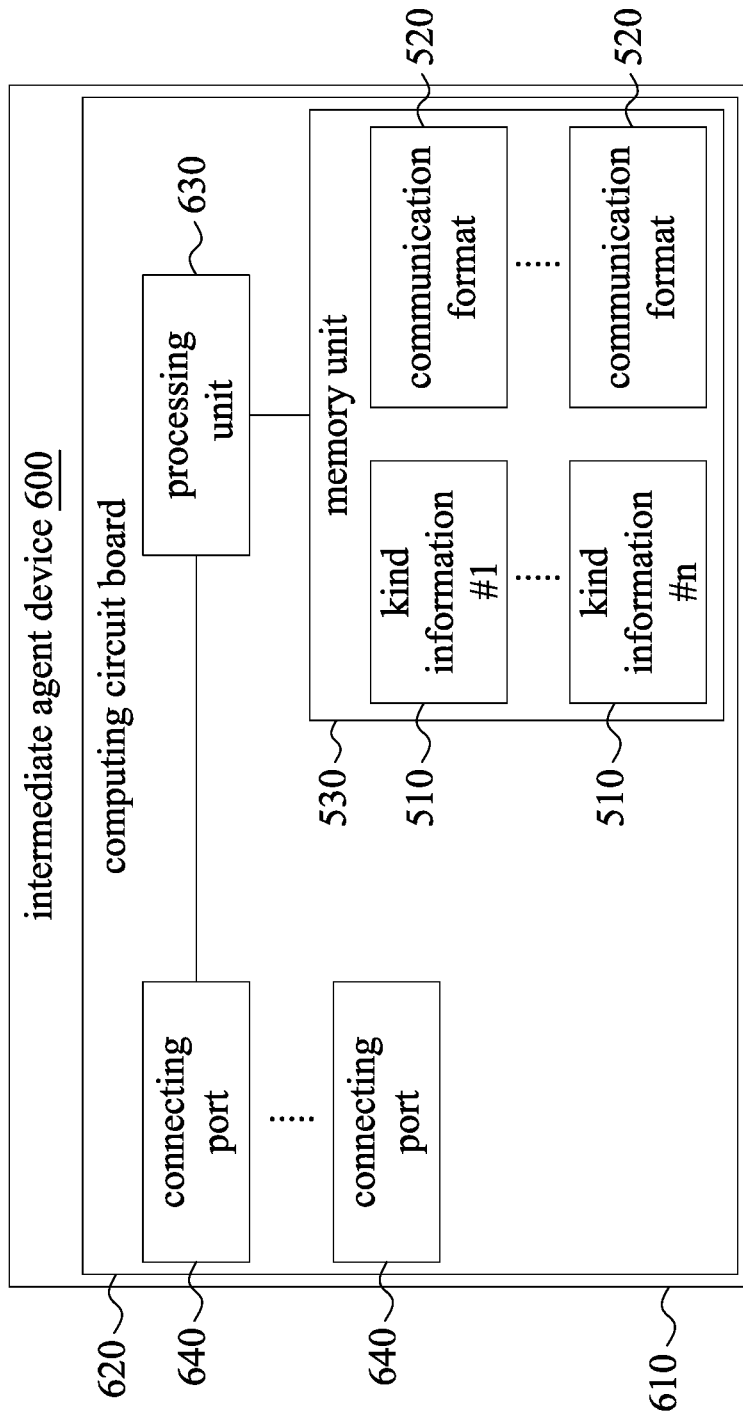 intermediate agent device 600
computing circuit board
620
640
connecting
port
.....
640
connecting
port
610
processing
unit
630
memory unit
530
510
kind
information
#1
communication
format
520
.....
.....
510
kind
information
#n
communication
format
520